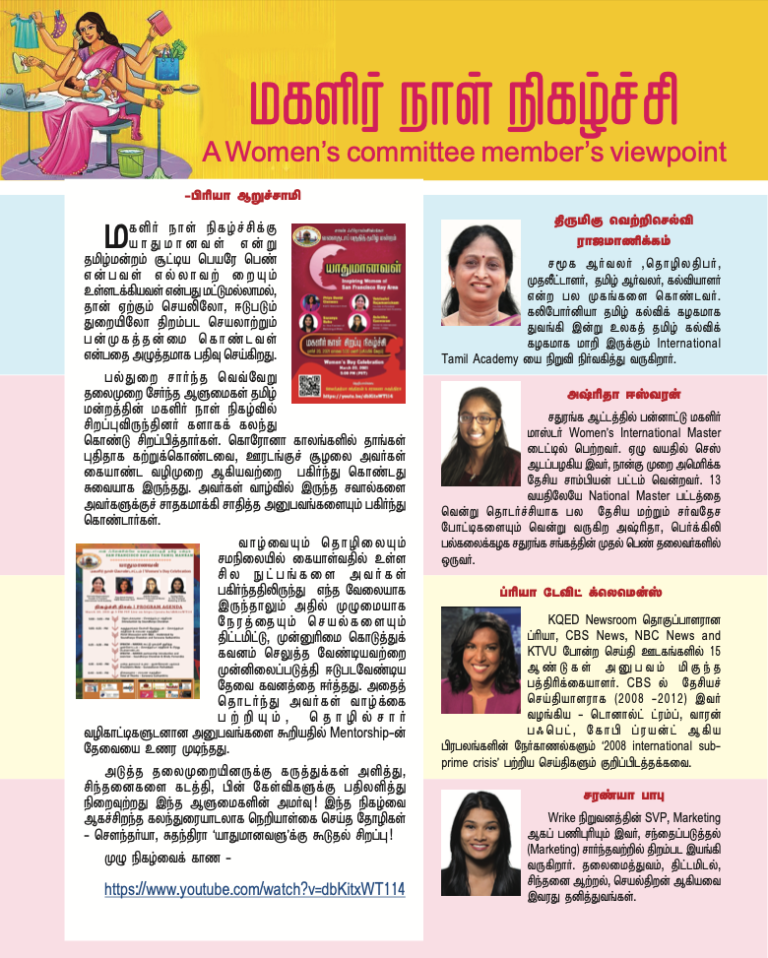 மகளிர் நாள் நிகழ்ச்சி
A Women's committee member's viewpoint
-பிரியா ஆறுச்சாமி
மகளிர் நாள் நிகழ்ச்சிக்கு
யாதுமானவள் என்று
தமிழ்மன்றம் சூட்டிய பெயரே பெண்
என்பவள் எல்லாவற் றையும்
உள்ளடக்கியவள் என்பது மட்டுமல்லாமல்,
தான் ஏற்கும் செயலிலோ, ஈடுபடும்
துறையிலோ திறம்பட செயலாற்றும்
பன்முகத்தன்மை கொண்டவள்
என்பதை அழுத்தமாக பதிவு செய்கிறது.
பல்துறை சார்ந்த வெவ்வேறு
தலைமுறை சேர்ந்த ஆளுமைகள் தமிழ்
மன்றத்தின் மகளிர் நாள் நிகழ்வில்
சிறப்புவிருந்தினர் களாகக் கலந்து
கொண்டு சிறப்பித்தார்கள். கொரோனா காலங்களில் தாங்கள்
புதிதாக கற்றுக்கொண்டவை, ஊரடங்குச் சூழலை அவர்கள்
கையாண்ட வழிமுறை ஆகியவற்றை பகிர்ந்து கொண்டது
சுவையாக இருந்தது. அவர்கள் வாழ்வில் இருந்த சவால்களை
அவர்களுக்குச் சாதகமாக்கி சாதித்த அனுபவங்களையும் பகிர்ந்து
கொண்டார்கள்.
யாதுமானவள்
Inspiring Women of
San Francisco Bay Area
மகளிர் நாள் சிறப்பு நிகழ்ச்சி
Women's Day Celebration
https://youtu.be/dbKitxWT114
வாழ்வையும் தொழிலையும்
சமநிலையில் கையாள்வதில் உள்ள
சில நுட்பங்களை அவர்கள்
பகிர்ந்ததிலிருந்து எந்த வேலையாக
இருந்தாலும் அதில் முழுமையாக
நேரத்தையும் செயல்களையும்
திட்டமிட்டு, முன்னுரிமை கொடுத்துக்
கவனம் செலுத்த வேண்டியவற்றை
முன்னிலைப்படுத்தி ஈடுபடவேண்டிய
தேவை கவனத்தை ஈர்த்தது. அதைத்
தொடர்ந்து அவர்கள் வாழ்க்கை
பற்றியும், தொழில்சார்
வழிகாட்டிகளுடனான அனுபவங்களை கூறியதில் Mentorship-ன்
தேவையை உணர முடிந்தது.
அடுத்த தலைமுறையினருக்கு கருத்துக்கள் அளித்து,
சிந்தனைகளை கடத்தி, பின் கேள்விகளுக்கு பதிலளித்து
நிறைவுற்றது இந்த ஆளுமைகளின் அமர்வு! இந்த நிகழ்வை
ஆகச்சிறந்த கலந்துரையாடலாக நெறியாள்கை செய்த தோழிகள்
- சௌந்தர்யா, சுதந்திரா 'யாதுமானவளு'க்கு கூடுதல் சிறப்பு!
முழு நிகழ்வைக் காண -
https://www.youtube.com/watch?v=dbKitxWT114
திருமிகு வெற்றிசெல்வி
ராஜமாணிக்கம்
சமூக ஆர்வலர் ,தொழிலதிபர்,
முதலீட்டாளர், தமிழ் ஆர்வலர், கல்வியாளர்
என்ற பல முகங்களை கொண்டவர்.
கலிபோர்னியா தமிழ் கல்விக் கழகமாக
துவங்கி இன்று உலகத் தமிழ் கல்விக்
கழகமாக மாறி இருக்கும் International
Tamil Academy யை நிறுவி நிர்வகித்து வருகிறார்.
அஷ்ரிதா ஈஸ்வரன்
சதுரங்க ஆட்டத்தில் பன்னாட்டு மகளிர்
மாஸ்டர் Women's International Master
டைட்டில் பெற்றவர். ஏழு வயதில் செஸ்
ஆடப்பழகிய இவர், நான்கு முறை அமெரிக்க
தேசிய சாம்பியன் பட்டம் வென்றவர். 13
வயதிலேயே National Master பட்டத்தை
வென்று தொடர்ச்சியாக பல தேசிய மற்றும் சர்வதேச
போட்டிகளையும் வென்று வருகிற அஷ்ரிதா, பெர்க்கிலி
பல்கலைக்கழக சதுரங்க சங்கத்தின் முதல் பெண் தலைவர்களில்
ஒருவர்.
ப்ரியா டேவிட் க்லெமென்ஸ்
KQED Newsroom தொகுப்பாளரான
ப்ரியா, CBS News, NBC News and
KTVU போன்ற செய்தி ஊடகங்களில் 15
ஆண்டுகள் அனுபவம் மிகுந்த
பத்திரிக்கையாளர். CBS ல் தேசியச்
செய்தியாளராக (2008 -2012) இவர்
வழங்கிய - டொனால்ட் ட்ரம்ப், வாரன்
பஃபெட், கோபி ப்ரயன்ட் ஆகிய
பிரபலங்களின் நேர்காணல்களும் '2008 international sub-
prime crisis' பற்றிய செய்திகளும் குறிப்பிடத்தக்கவை.
சரண்யா பாபு
Wrike நிறுவனத்தின் SVP, Marketing
ஆகப் பணிபுரியும் இவர், சந்தைப்படுத்தல்
(Marketing) சார்ந்தவற்றில் திறம்பட இயங்கி
வருகிறார். தலைமைத்துவம், திட்டமிடல்,
சிந்தனை ஆற்றல், செயல்திறன் ஆகியவை
இவரது தனித்துவங்கள்.